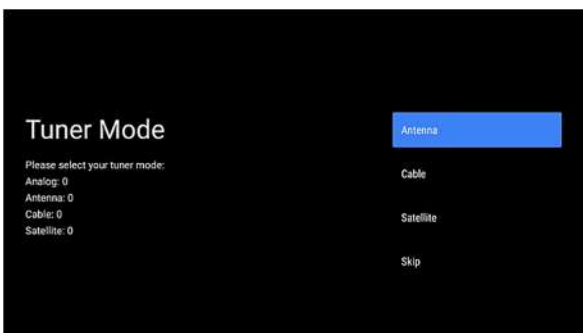 Tuner Mode
Please select your tuner mode:
Analog: 0
Antenna: 0
Cable: 0
Satellite: 0
Antenna
Cable
Satellite
Skip